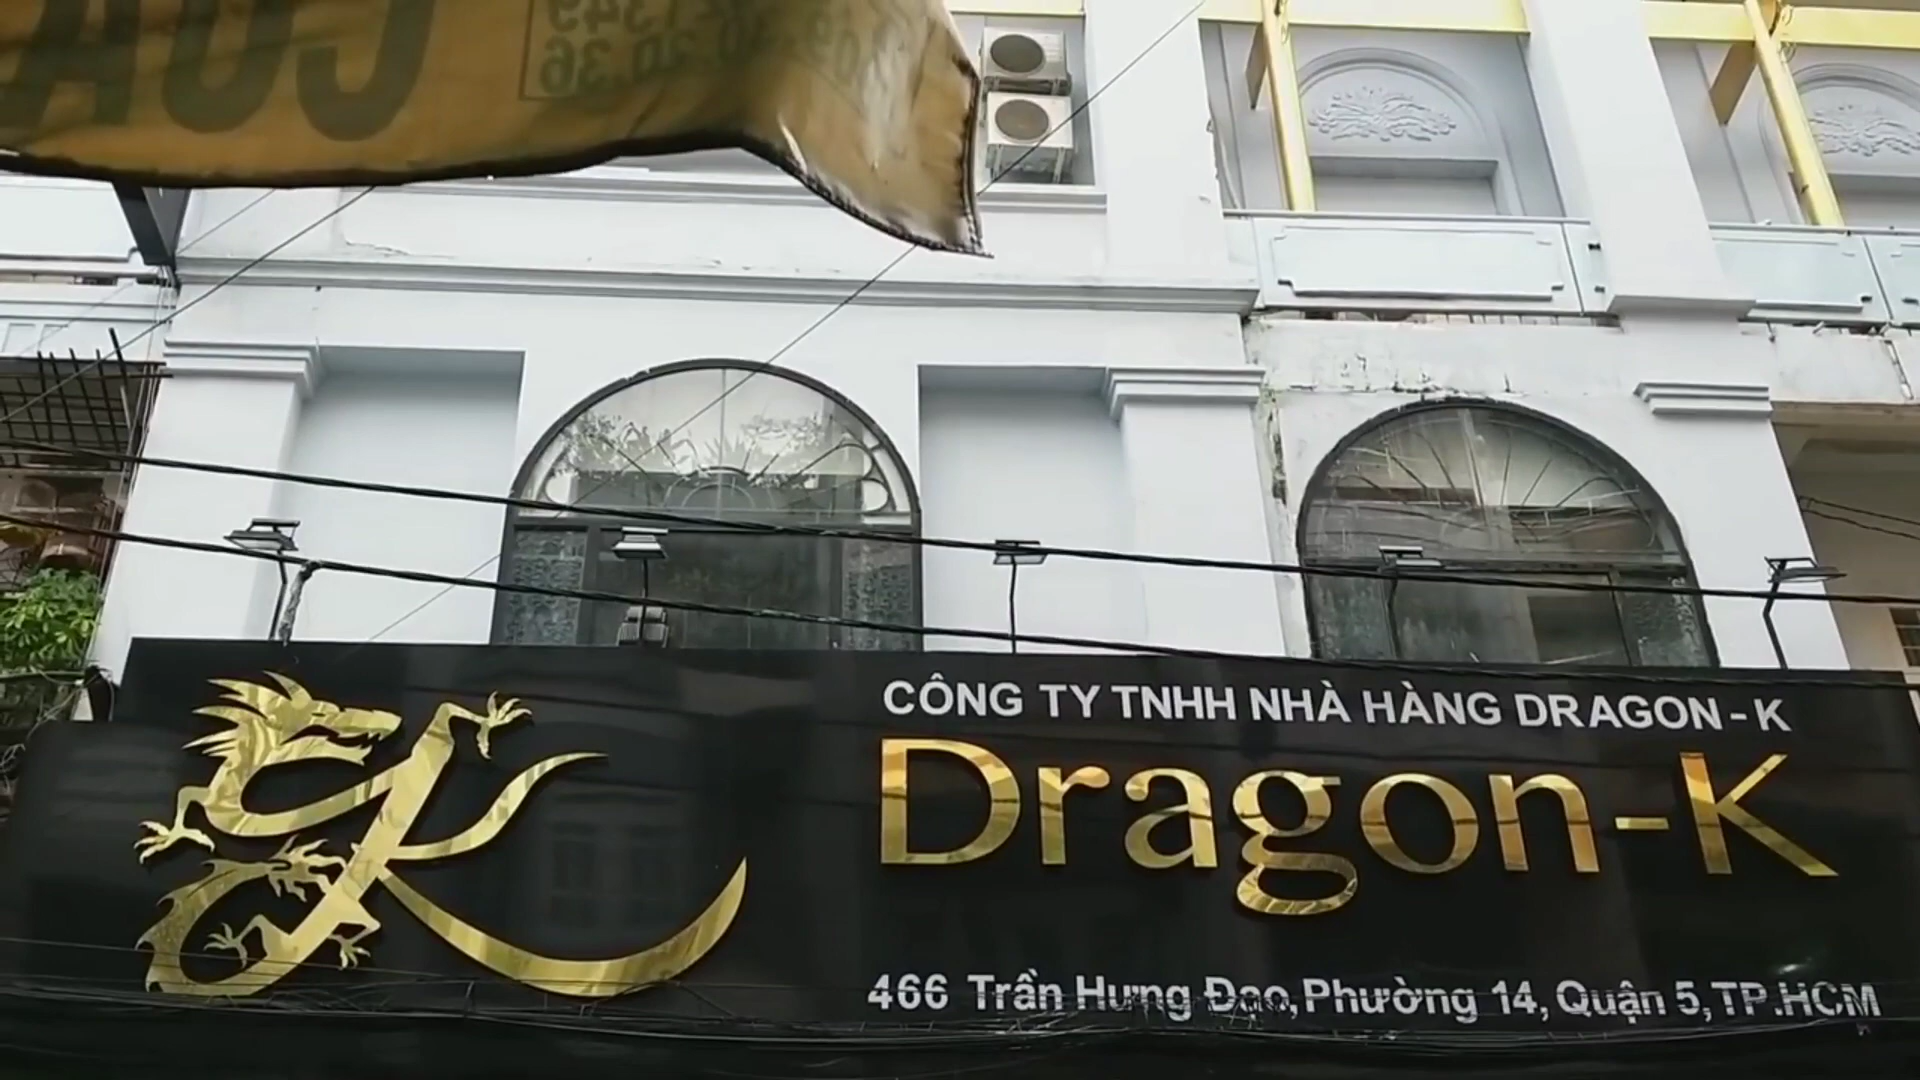 CÔNG TY TNHH NHÀ HÀNG DRAGON - K
Dragon-K
466 Trần Hưng Đạo, Phường 14, Quận 5, TP.HCM